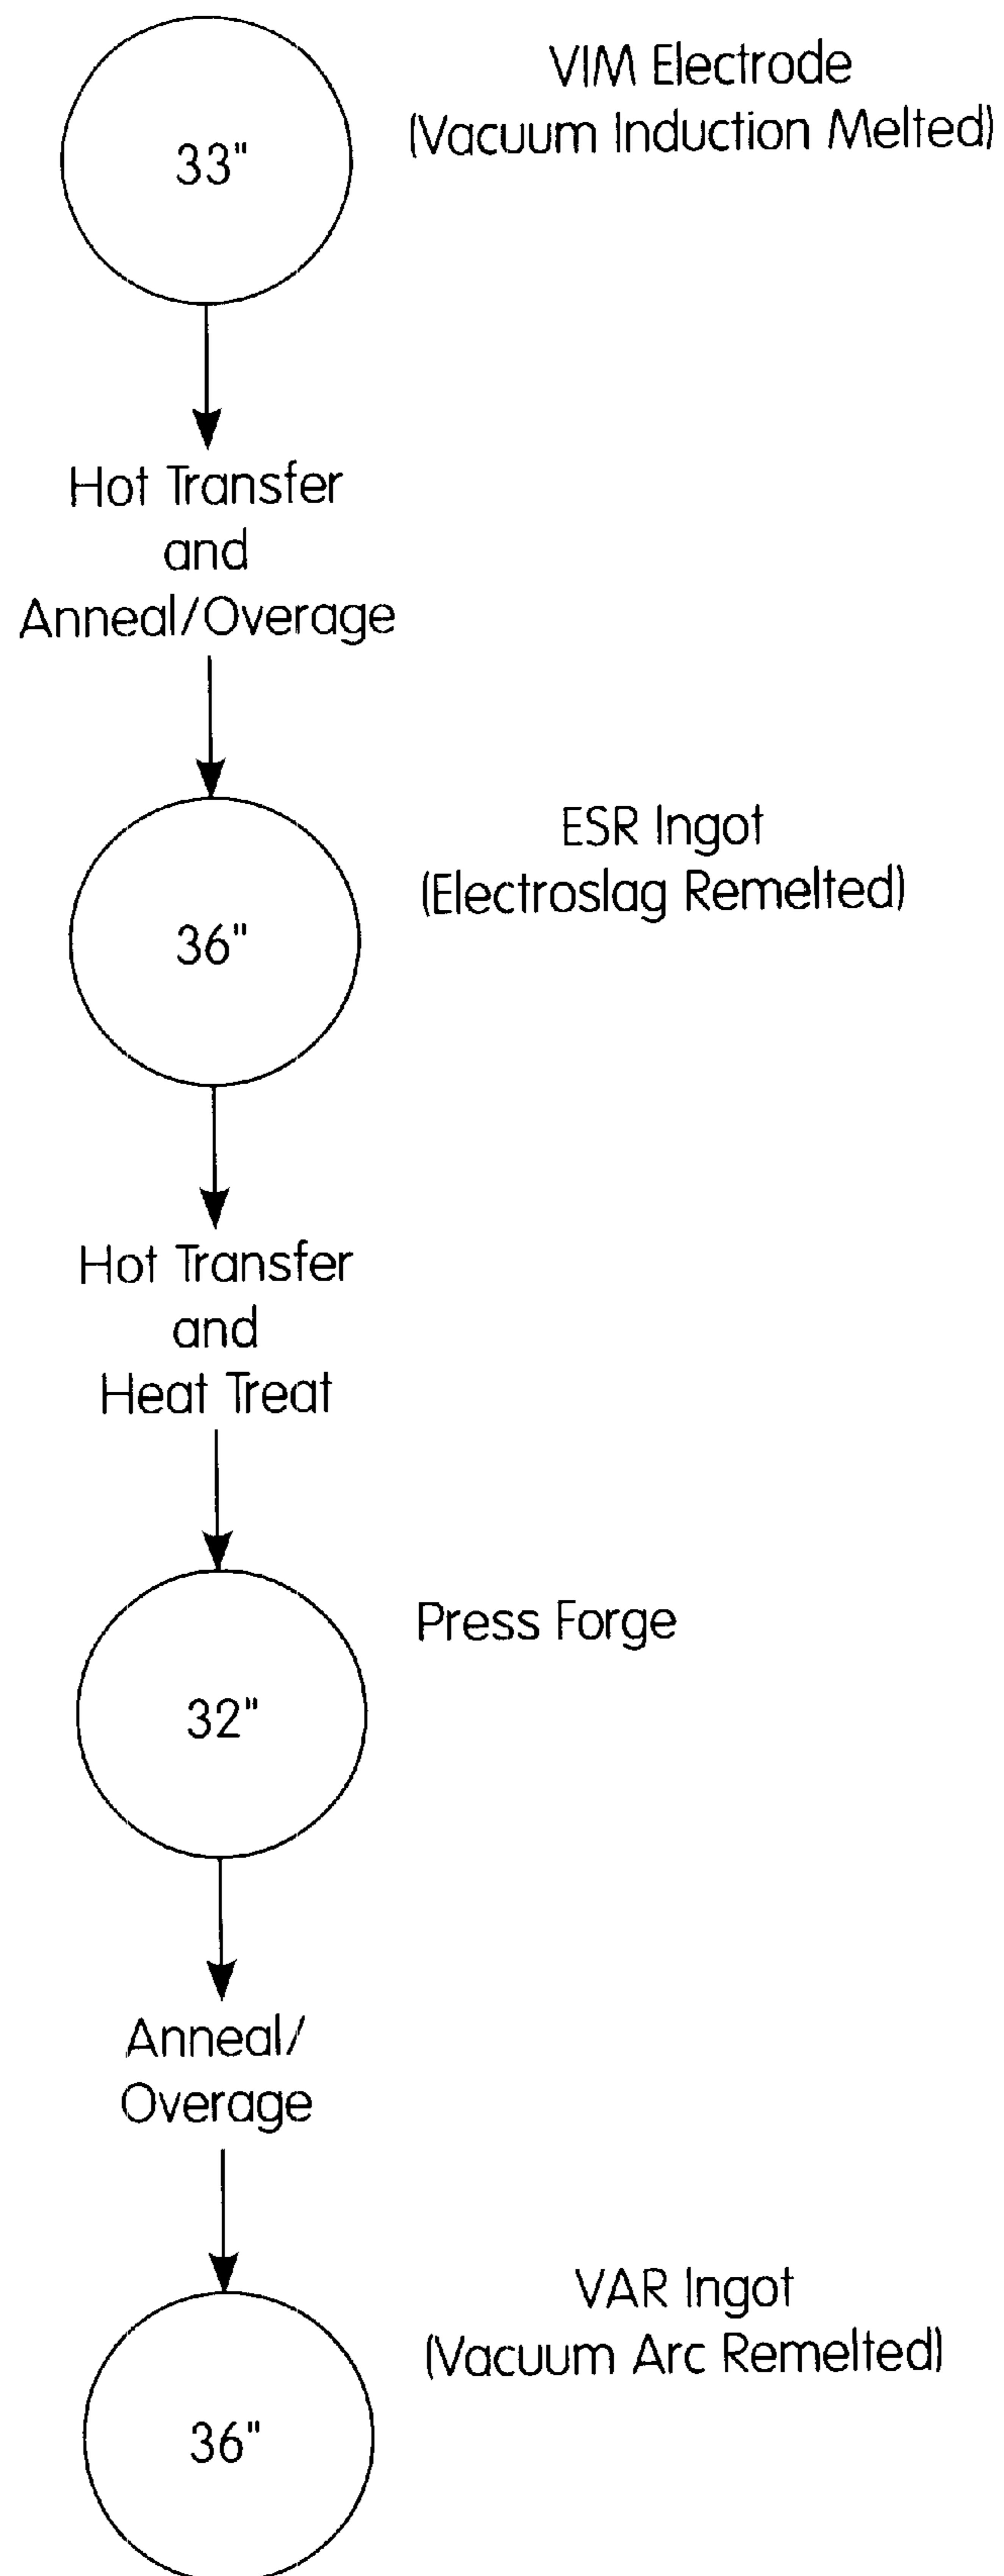 33"
VIM Electrode
(Vacuum Induction Melted)
Hot Transfer
and
Anneal/Overage
36"
ESR Ingot
(Electroslag Remelted)
Hot Transfer
and
Heat Treat
32"
Press Forge
Anneal/
Overage
36"
VAR Ingot
(Vacuum Arc Remelted)